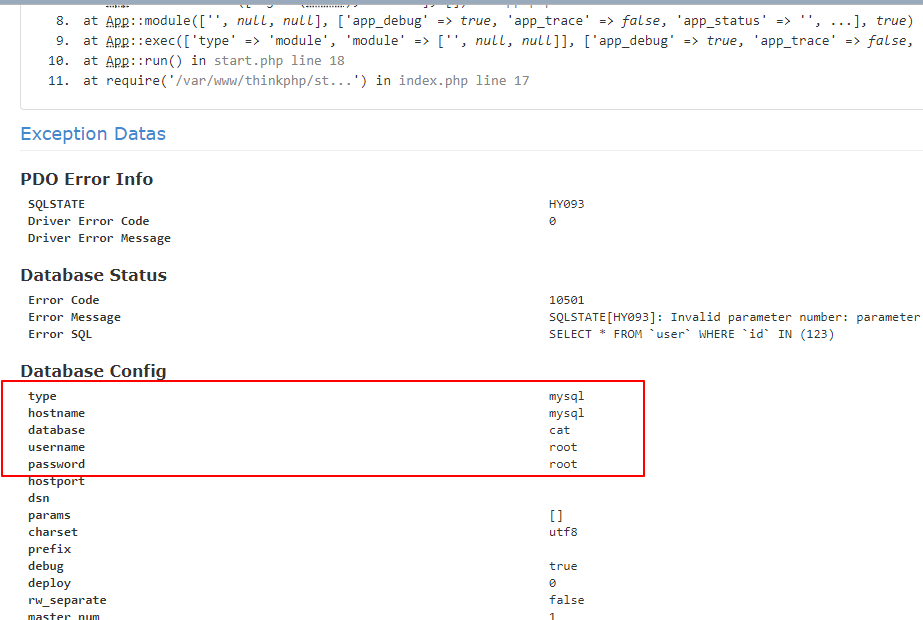 8. at App::module(['', null, null], ['app_debug' => true, 'app_trace' => false, 'app_status' => '', ...], true)
9. at App::exec(['type' => 'module', 'module' => ['', null, null]], ['app_debug' => true, 'app_trace' => false,
10. at App::run() in start.php line 18
11. at require('/var/www/thinkphp/st...') in index.php line 17
Exception Datas
PDO Error Info
SQLSTATE HY093
Driver Error Code 0
Driver Error Message
Database Status
Error Code 10501
Error Message SQLSTATE[HY093]: Invalid parameter number: parameter
Error SQL SELECT * FROM `user` WHERE `id` IN (123)
Database Config
type mysql
hostname mysql
database cat
username root
password root
hostport
dsn
params []
charset utf8
prefix
debug true
deploy 0
rw_separate false
master_num 1